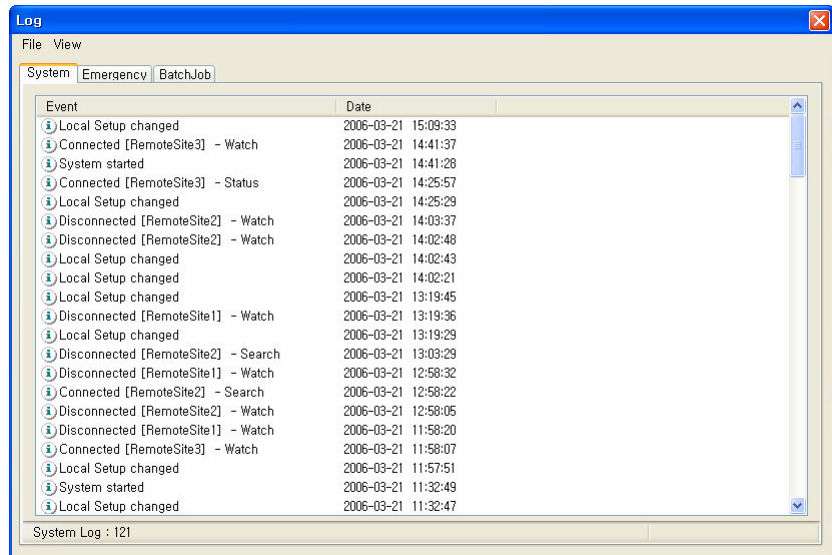 Log
File View
System Emergency BatchJob
Event Date
Local Setup changed 2006-03-21 15:09:33
Connected [RemoteSite3] - Watch 2006-03-21 14:41:37
System started 2006-03-21 14:41:28
Connected [RemoteSite3] - Status 2006-03-21 14:25:57
Local Setup changed 2006-03-21 14:25:29
Disconnected [RemoteSite2] - Watch 2006-03-21 14:03:37
Disconnected [RemoteSite2] - Watch 2006-03-21 14:02:48
Local Setup changed 2006-03-21 14:02:43
Local Setup changed 2006-03-21 14:02:21
Local Setup changed 2006-03-21 13:19:45
Disconnected [RemoteSite1] - Watch 2006-03-21 13:19:36
Local Setup changed 2006-03-21 13:19:29
Disconnected [RemoteSite2] - Search 2006-03-21 13:03:29
Disconnected [RemoteSite1] - Watch 2006-03-21 12:58:32
Connected [RemoteSite2] - Search 2006-03-21 12:58:22
Disconnected [RemoteSite2] - Watch 2006-03-21 12:58:05
Disconnected [RemoteSite1] - Watch 2006-03-21 11:58:20
Connected [RemoteSite3] - Watch 2006-03-21 11:58:07
Local Setup changed 2006-03-21 11:57:51
System started 2006-03-21 11:32:49
Local Setup changed 2006-03-21 11:32:47
System Log : 121